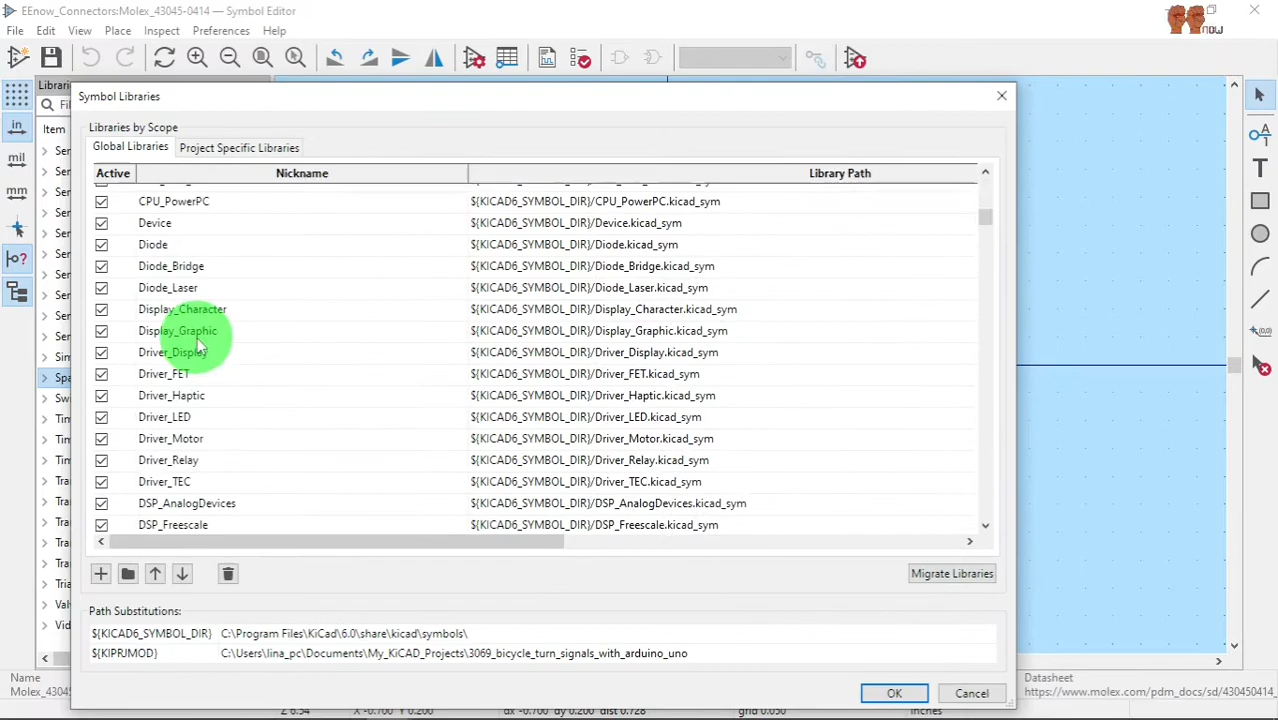 EEnow_Connectors:Molex_43045-0414 — Symbol Editor
now
File Edit View Place Inspect Preferences Help
in
mil
mm
Item
Symbol Libraries
Libraries by Scope
Global Libraries Project Specific Libraries
Active Nickname Library Path
CPU_PowerPC ${KICAD6_SYMBOL_DIR}/CPU_PowerPC.kicad_sym
Device ${KICAD6_SYMBOL_DIR}/Device.kicad_sym
Diode ${KICAD6_SYMBOL_DIR}/Diode.kicad_sym
Diode_Bridge ${KICAD6_SYMBOL_DIR}/Diode_Bridge.kicad_sym
Diode_Laser ${KICAD6_SYMBOL_DIR}/Diode_Laser.kicad_sym
Display_Character ${KICAD6_SYMBOL_DIR}/Display_Character.kicad_sym
Display_Graphic ${KICAD6_SYMBOL_DIR}/Display_Graphic.kicad_sym
Driver_Display ${KICAD6_SYMBOL_DIR}/Driver_Display.kicad_sym
Driver_FET ${KICAD6_SYMBOL_DIR}/Driver_FET.kicad_sym
Driver_Haptic ${KICAD6_SYMBOL_DIR}/Driver_Haptic.kicad_sym
Driver_LED ${KICAD6_SYMBOL_DIR}/Driver_LED.kicad_sym
Driver_Motor ${KICAD6_SYMBOL_DIR}/Driver_Motor.kicad_sym
Driver_Relay ${KICAD6_SYMBOL_DIR}/Driver_Relay.kicad_sym
Driver_TEC ${KICAD6_SYMBOL_DIR}/Driver_TEC.kicad_sym
DSP_AnalogDevices ${KICAD6_SYMBOL_DIR}/DSP_AnalogDevices.kicad_sym
DSP_Freescale ${KICAD6_SYMBOL_DIR}/DSP_Freescale.kicad_sym
Migrate Libraries
Path Substitutions:
${KICAD6_SYMBOL_DIR} C:\Program Files\KiCad\6.0\share\kicad\symbols\
${KIPRJMOD} C:\Users\lina_pc\Documents\My_KiCAD_Projects\3069_bicycle_turn_signals_with_arduino_uno
OK Cancel
Name
Datasheet
https://www.molex.com/pdm_docs/sd/430450414_